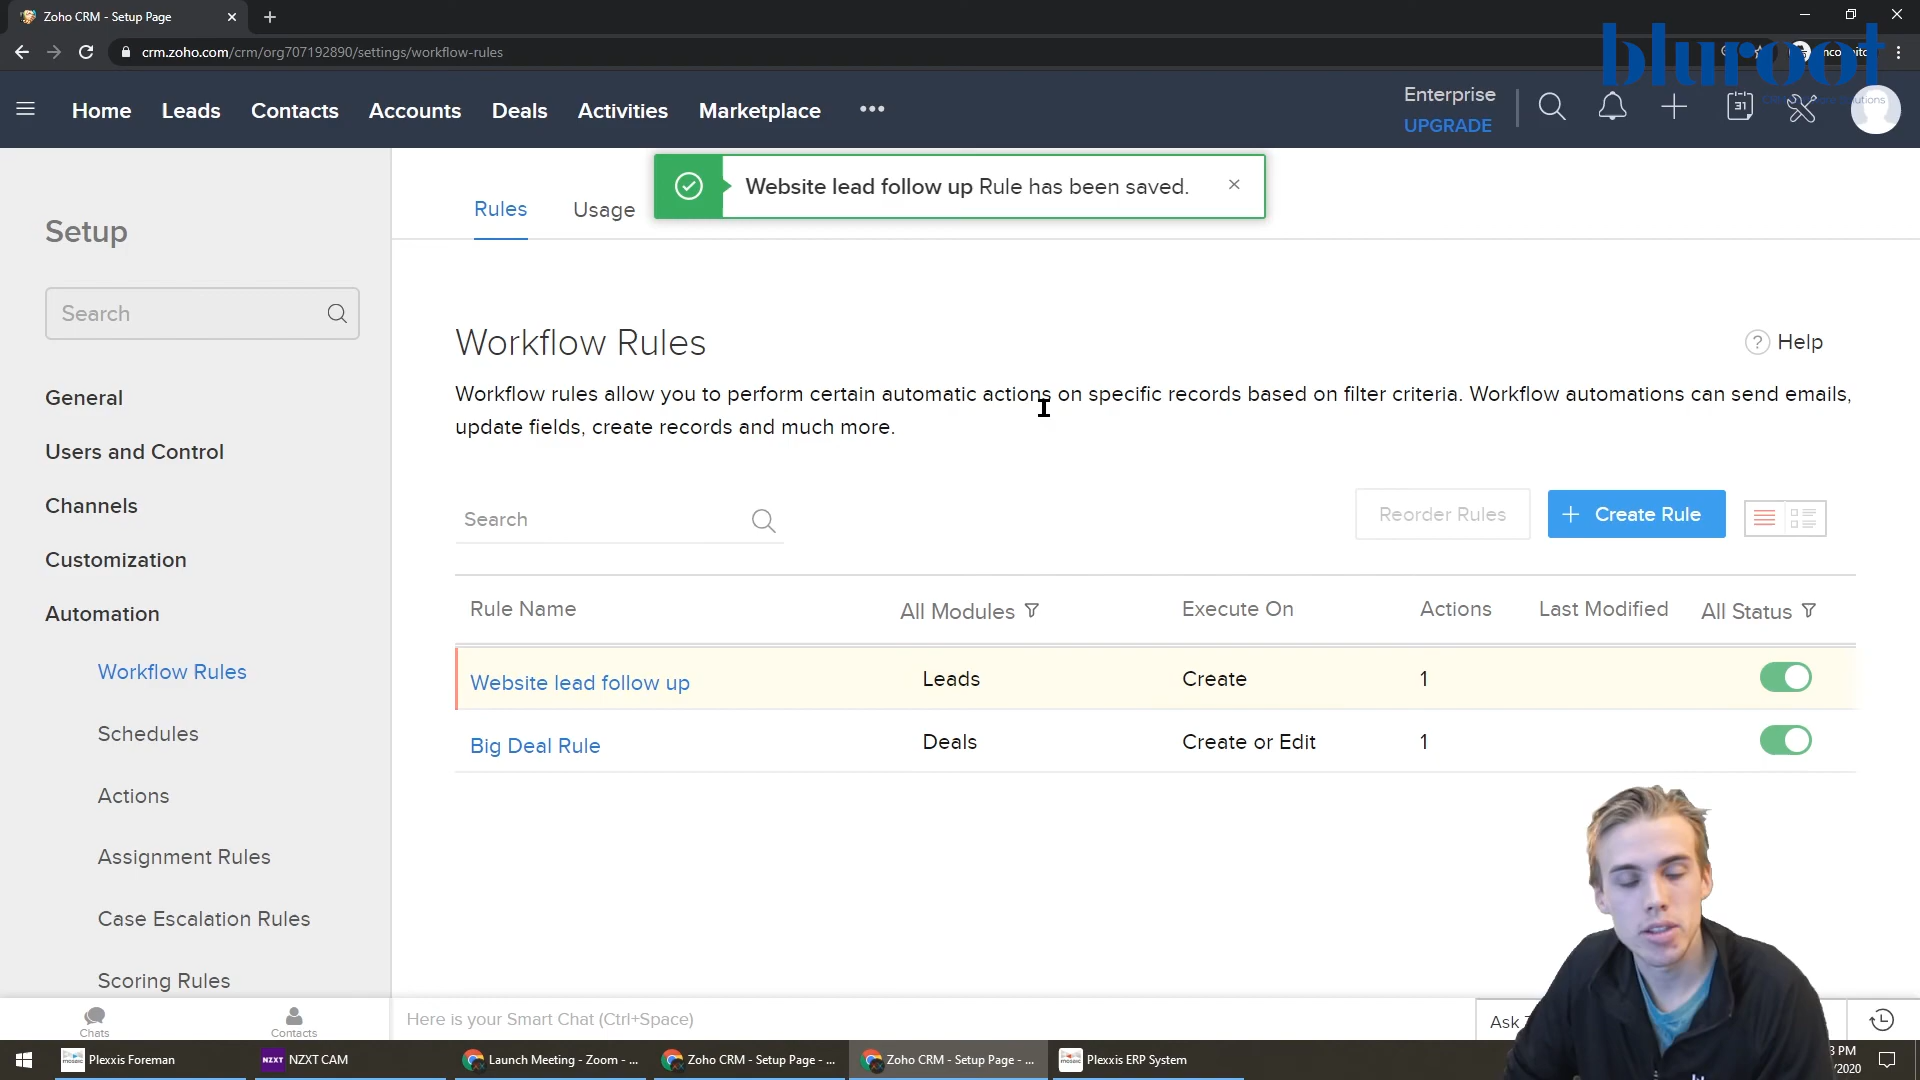 Zoho CRM - Setup Page
crm.zoho.com/crm/org707192890/settings/workflow-rules
bluroot
Home
Leads
Contacts
Accounts
Deals
Activities
Marketplace
Enterprise
UPGRADE
31
Website lead follow up Rule has been saved.
Rules
Usage
Setup
Search
General
Users and Control
Channels
Customization
Automation
Workflow Rules
Schedules
Actions
Assignment Rules
Case Escalation Rules
Scoring Rules
Workflow Rules
Help
Workflow rules allow you to perform certain automatic actions on specific records based on filter criteria. Workflow automations can send emails,
update fields, create records and much more.
Search
Reorder Rules
+ Create Rule
Rule Name All Modules Execute On Actions Last Modified All Status
Website lead follow up Leads Create 1
Big Deal Rule Deals Create or Edit 1
Chats
Contacts
Here is your Smart Chat (Ctrl+Space)
Ask
Plexxis Foreman
NZXT
NZXT CAM
Launch Meeting - Zoom - ...
Zoho CRM - Setup Page - ...
Zoho CRM - Setup Page - ...
Plexxis ERP System
PM
/2020